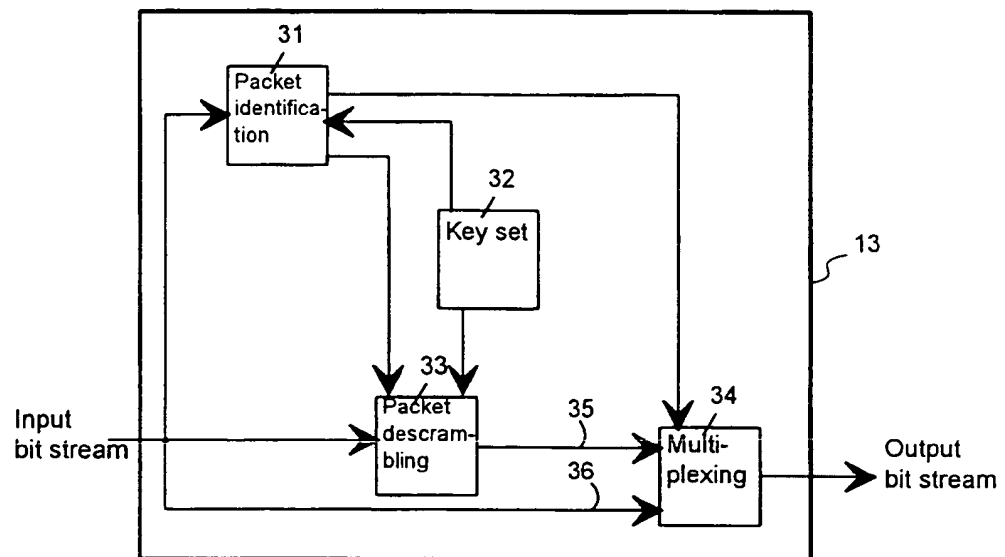 31
Packet
identifica-
tion
32
Key set
13
33
Packet
descram-
bling
35
34
Multi-
plexing
36
Input
bit stream
Output
bit stream